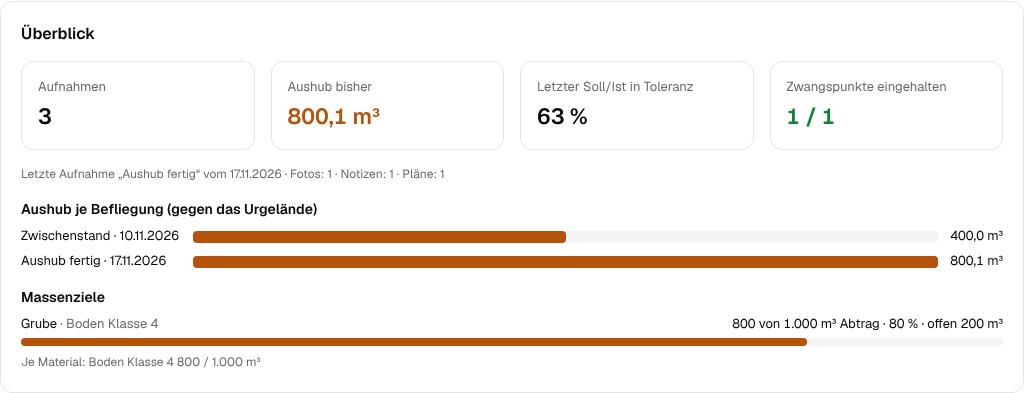 Überblick
Aufnahmen
3
Aushub bisher
800,1 m³
Letzter Soll/Ist in Toleranz
63 %
Zwangspunkte eingehalten
1 / 1
Letzte Aufnahme „Aushub fertig“ vom 17.11.2026 · Fotos: 1 · Notizen: 1 · Pläne: 1
Aushub je Befliegung (gegen das Urgelände)
Zwischenstand · 10.11.2026 400,0 m³
Aushub fertig · 17.11.2026 800,1 m³
Massenziele
Grube · Boden Klasse 4 800 von 1.000 m³ Abtrag · 80 % · offen 200 m³
Je Material: Boden Klasse 4 800 / 1.000 m³